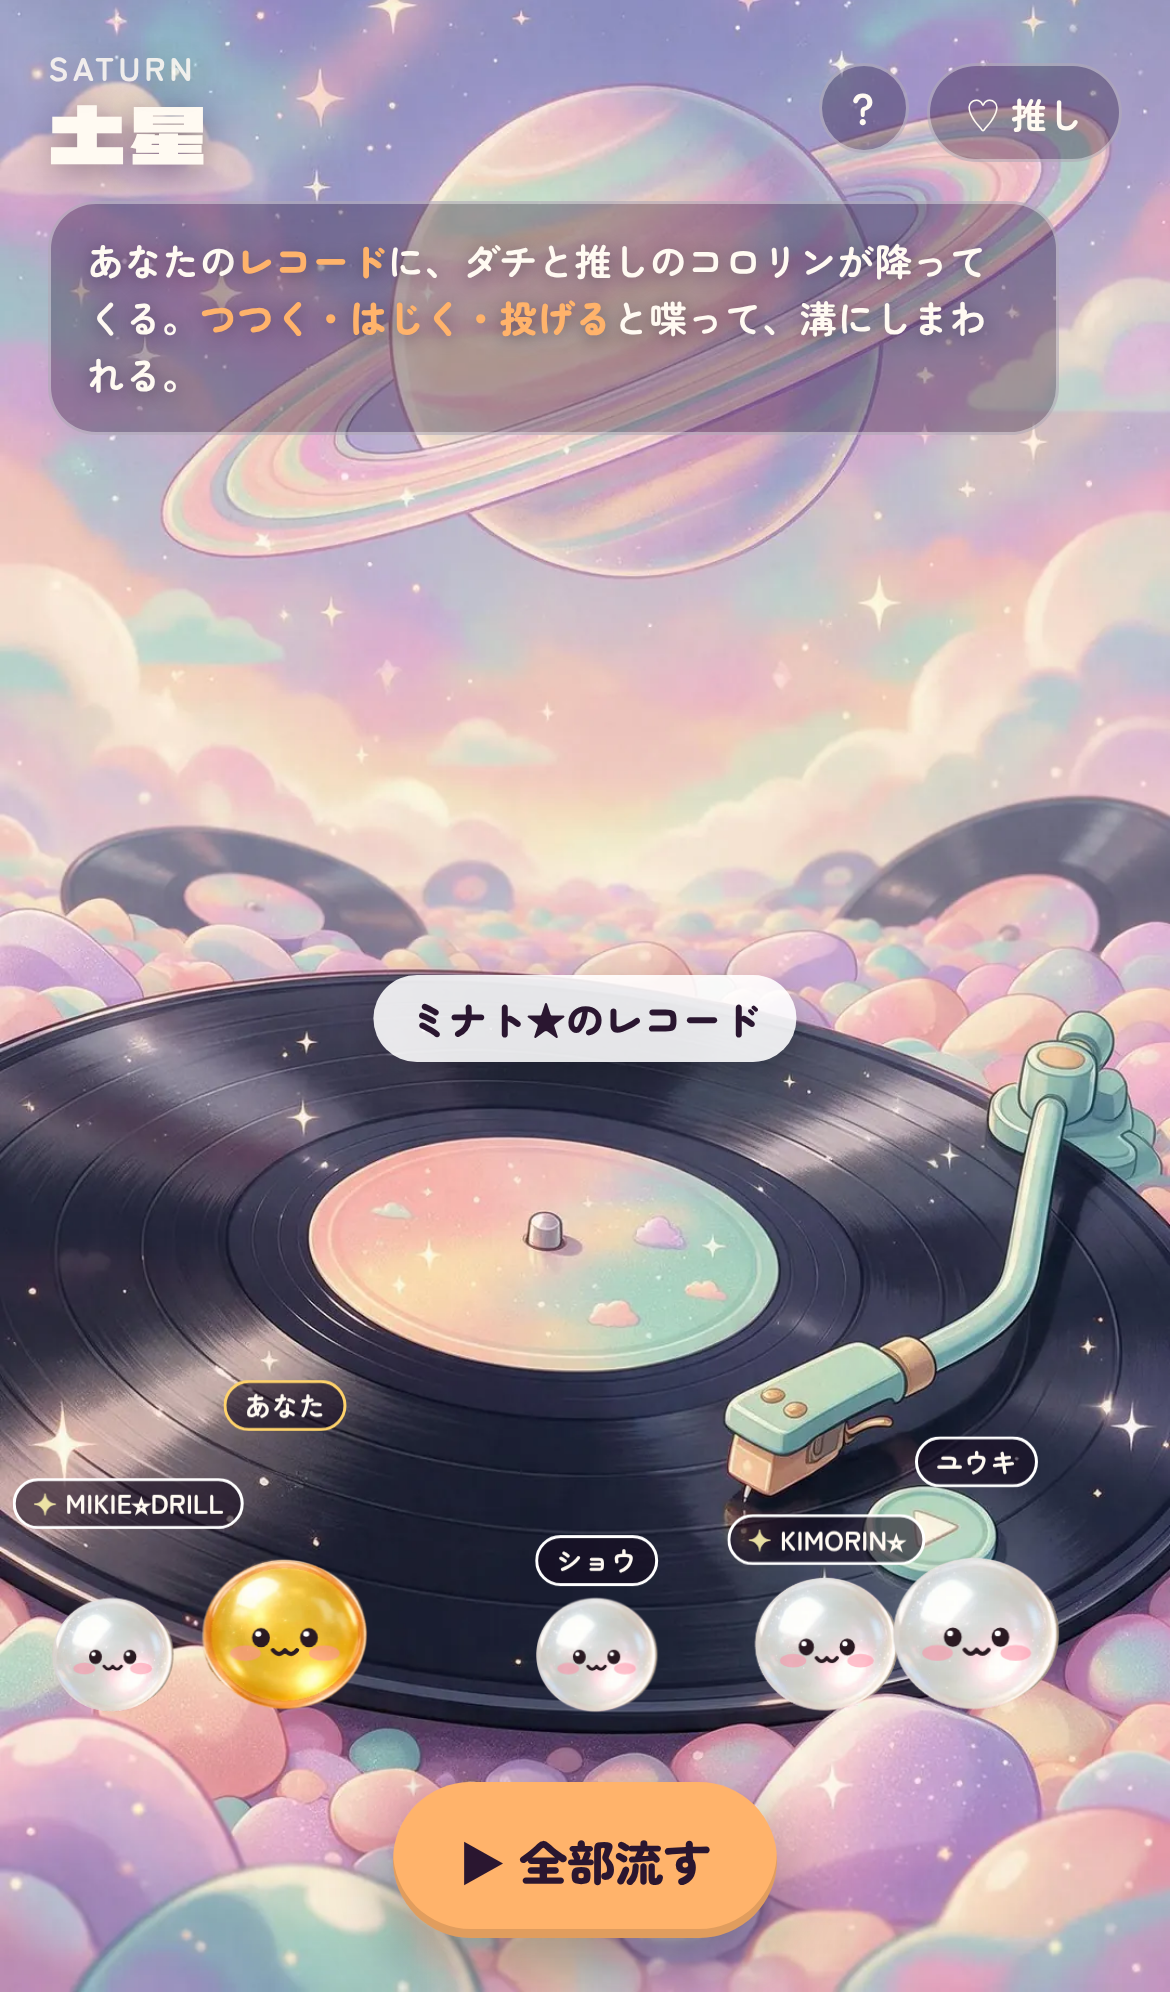 SATURN
土星
?
♡ 推し
あなたのレコードに、ダチと推しのコロリンが降って
くる。つつく・はじく・投げると喋って、溝にしまわ
れる。
ミナト★のレコード
あなた
ユウキ
✦ MIKIE★DRILL
✦ KIMORIN★
ショウ
▶ 全部流す